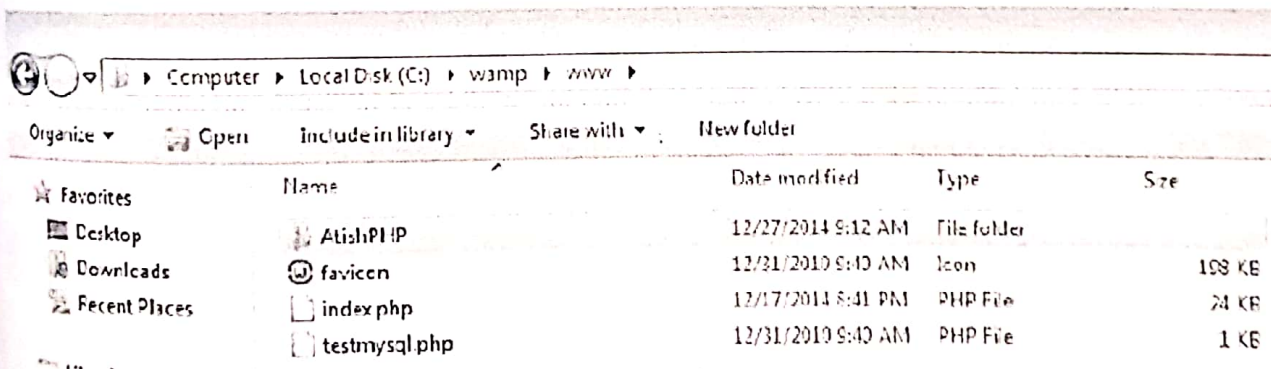 Computer Local Disk (C:) wamp www
Organize Open Include in library Share with New folder
Name Date modified Type Size
Favorites
Desktop
Downloads
Recent Places
AtishPHP 12/27/2014 9:12 AM File folder
favicon 12/31/2010 9:40 AM Icon 198 KB
index.php 12/17/2014 8:41 PM PHP File 24 KB
testmysql.php 12/31/2010 9:40 AM PHP File 1 KB